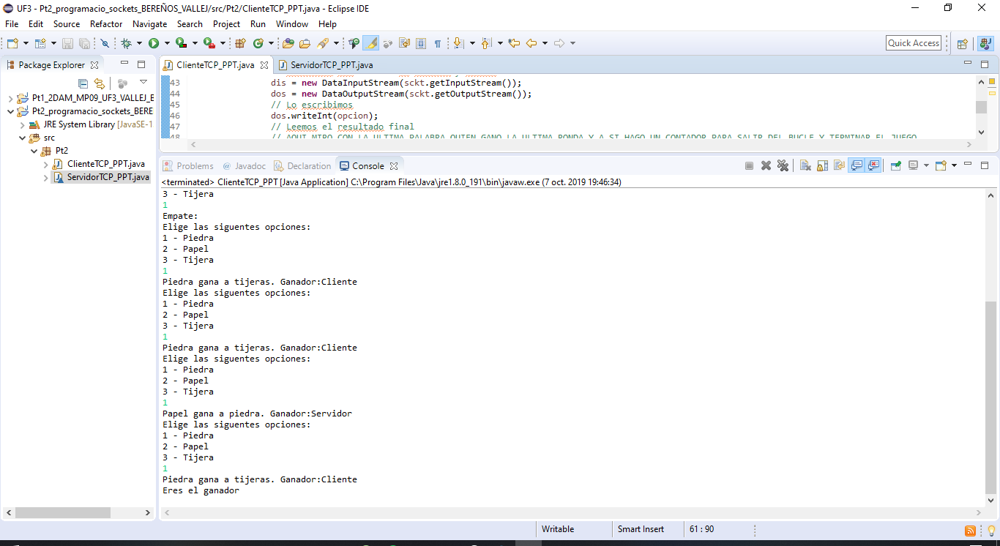 UF3 - Pt2_programacio_sockets_BEREÑOS_VALLEJ/src/Pt2/ClienteTCP_PPT.java - Eclipse IDE
File Edit Source Refactor Navigate Search Project Run Window Help
Quick Access
Package Explorer
Pt1_2DAM_MP09_UF3_VALLEJ_E
Pt2_programacio_sockets_BERE
JRE System Library [JavaSE-1
src
Pt2
ClienteTCP_PPT.java
ServidorTCP_PPT.java
ClienteTCP_PPT.java ServidorTCP_PPT.java
43 dis = new DataInputStream(sckt.getInputStream());
44 dos = new DataOutputStream(sckt.getOutputStream());
45 // Lo escribimos
46 dos.writeInt(opcion);
47 // Leemos el resultado final
48 // AQUI MIRO CON LA ULTIMA PALABRA QUIEN GANO LA ULTIMA RONDA Y A SI HAGO UN CONTADOR PARA SALIR DEL BUCLE Y TERMINAR EL JUEGO
Problems Javadoc Declaration Console
<terminated> ClienteTCP_PPT [Java Application] C:\Program Files\Java\jre1.8.0_191\bin\javaw.exe (7 oct. 2019 19:46:34)
3 - Tijera
1
Empate:
Elige las siguentes opciones:
1 - Piedra
2 - Papel
3 - Tijera
1
Piedra gana a tijeras. Ganador:Cliente
Elige las siguentes opciones:
1 - Piedra
2 - Papel
3 - Tijera
1
Piedra gana a tijeras. Ganador:Cliente
Elige las siguentes opciones:
1 - Piedra
2 - Papel
3 - Tijera
1
Papel gana a piedra. Ganador:Servidor
Elige las siguentes opciones:
1 - Piedra
2 - Papel
3 - Tijera
1
Piedra gana a tijeras. Ganador:Cliente
Eres el ganador
Writable Smart Insert 61 : 90